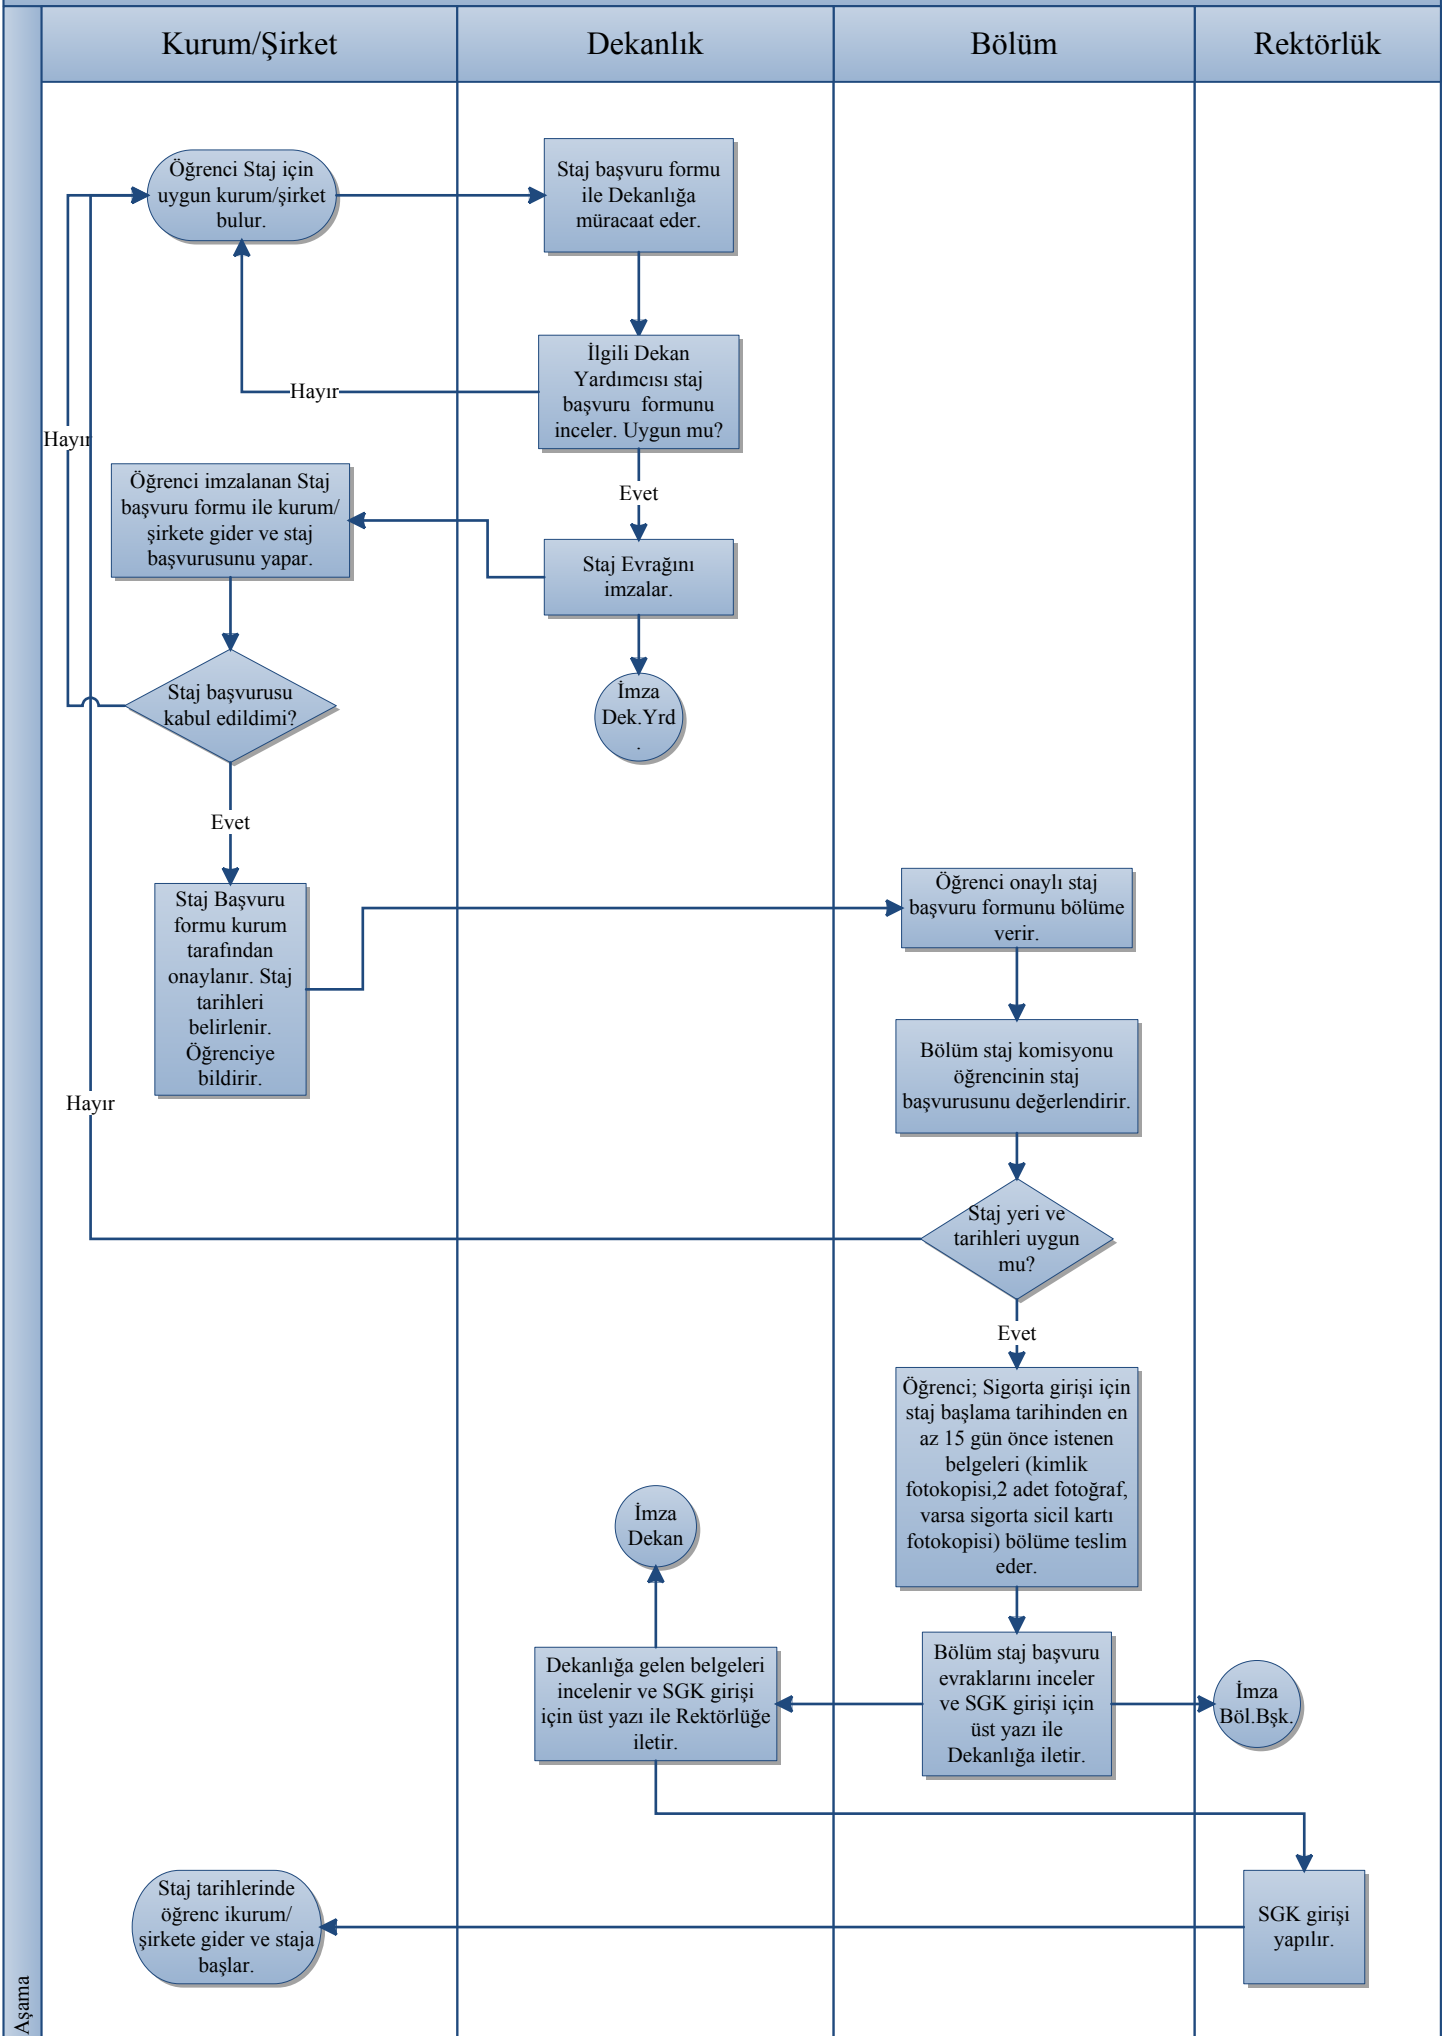 Kurum/Şirket
Dekanlık
Bölüm
Rektörlük
Öğrenci Staj için
uygun kurum/şirket
bulur.
Staj başvuru formu
ile Dekanlığa
müracaat eder.
İlgili Dekan
Yardımcısı staj
başvuru formunu
inceler. Uygun mu?
Hayır
Hayır
Evet
Öğrenci imzalanan Staj
başvuru formu ile kurum/
şirkete gider ve staj
başvurusunu yapar.
Staj Evrağını
imzalar.
Staj başvurusu
kabul edildimi?
İmza
Dek.Yrd
.
Evet
Staj Başvuru
formu kurum
tarafından
onaylanır. Staj
tarihleri
belirlenir.
Öğrenciye
bildirir.
Öğrenci onaylı staj
başvuru formunu bölüme
verir.
Bölüm staj komisyonu
öğrencinin staj
başvurusunu değerlendirir.
Hayır
Staj yeri ve
tarihleri uygun
mu?
Evet
Öğrenci; Sigorta girişi için
staj başlama tarihinden en
az 15 gün önce istenen
belgeleri (kimlik
fotokopisi,2 adet fotoğraf,
varsa sigorta sicil kartı
fotokopisi) bölüme teslim
eder.
İmza
Dekan
Dekanlığa gelen belgeleri
incelenir ve SGK girişi
için üst yazı ile Rektörlüğe
iletir.
Bölüm staj başvuru
evraklarını inceler
ve SGK girişi için
üst yazı ile
Dekanlığa iletir.
İmza
Böl.Bşk.
Staj tarihlerinde
öğrenc ikurum/
şirkete gider ve staja
başlar.
SGK girişi
yapılır.
Aşama